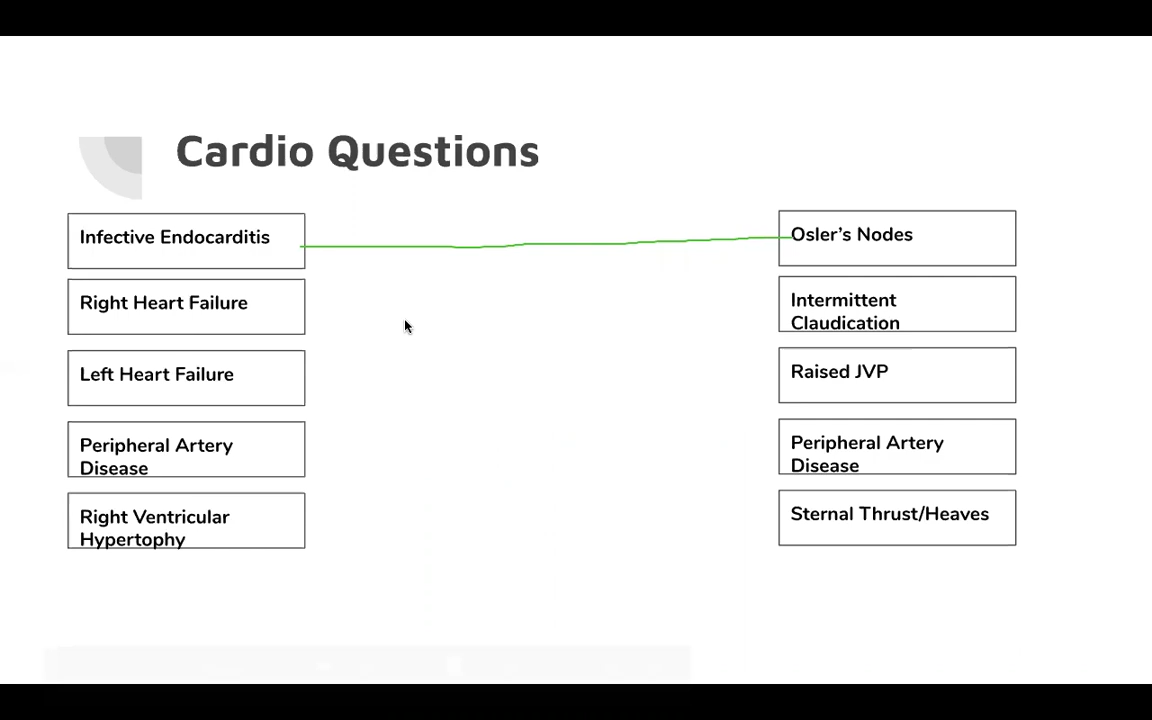 Cardio Questions
Infective Endocarditis
Right Heart Failure
Left Heart Failure
Peripheral Artery
Disease
Right Ventricular
Hypertophy
Osler's Nodes
Intermittent
Claudication
Raised JVP
Peripheral Artery
Disease
Sternal Thrust/Heaves